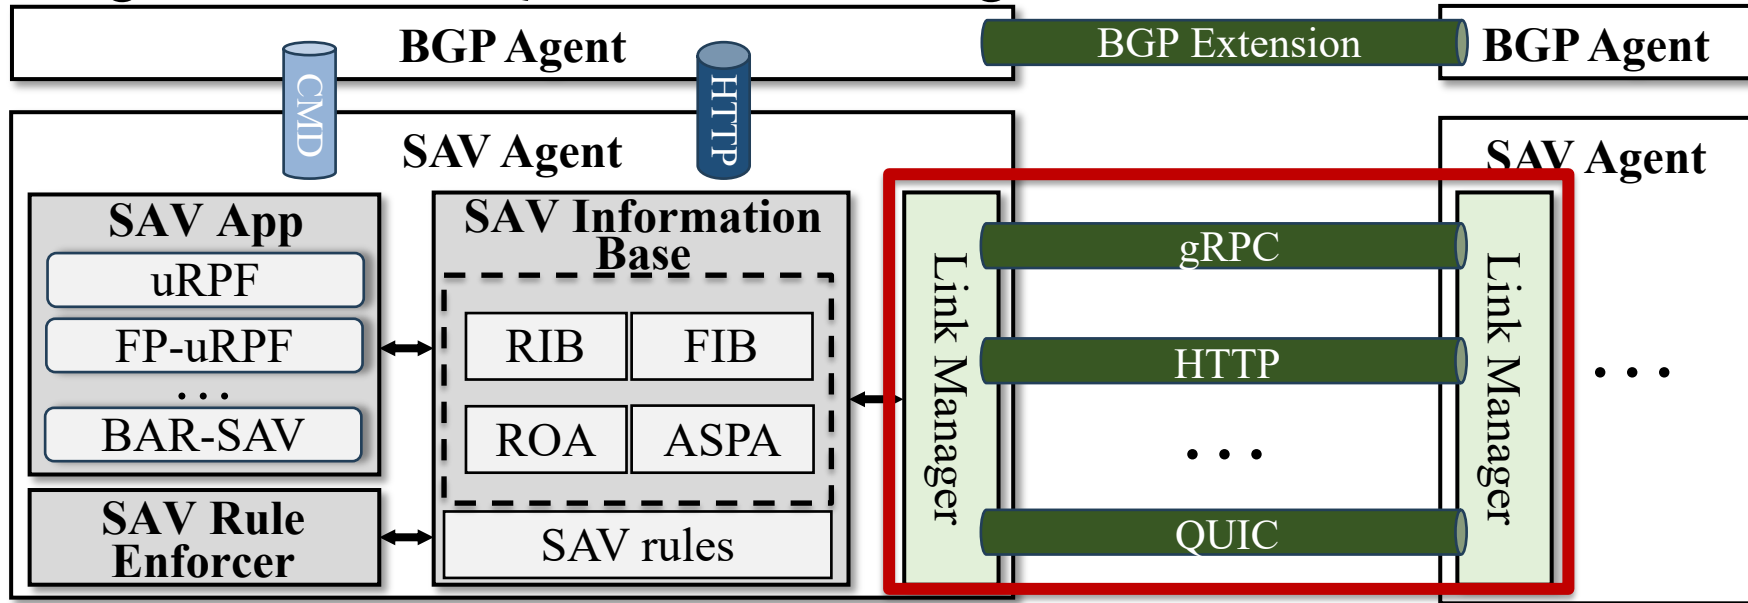 BGP Agent
BGP Extension
BGP Agent
CMD
HTTP
SAV Agent
SAV Agent
SAV App
uRPF
FP-uRPF
...
BAR-SAV
SAV Rule
Enforcer
SAV Information
Base
RIB
FIB
ROA
ASPA
SAV rules
Link Manager
gRPC
HTTP
...
QUIC
Link Manager
...